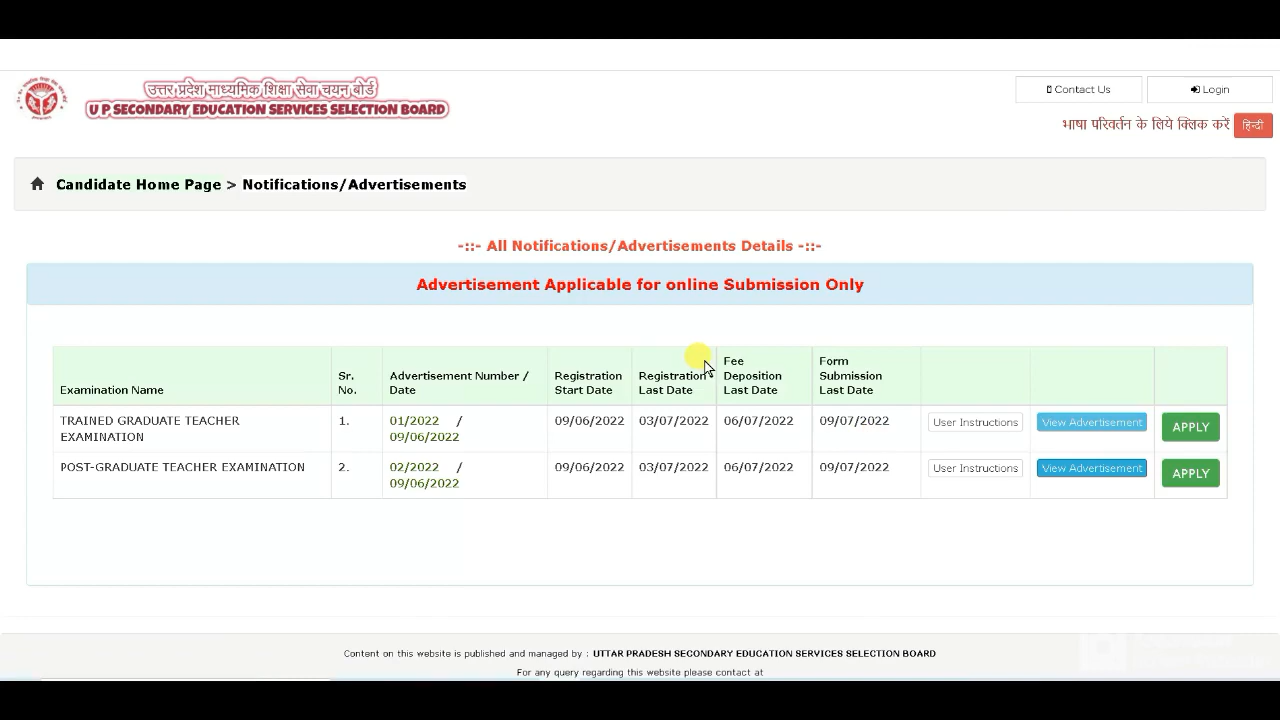 उत्तर प्रदेश माध्यमिक शिक्षा सेवा चयन बोर्ड
U P SECONDARY EDUCATION SERVICES SELECTION BOARD
Contact Us
Login
भाषा परिवर्तन के लिये क्लिक करें हिन्दी
Candidate Home Page > Notifications/Advertisements
-::- All Notifications/Advertisements Details -::-
Advertisement Applicable for online Submission Only
Examination Name
Sr.
No.
Advertisement Number /
Date
Registration
Start Date
Registration
Last Date
Fee
Deposition
Last Date
Form
Submission
Last Date
TRAINED GRADUATE TEACHER
EXAMINATION
1.
01/2022 /
09/06/2022
09/06/2022
03/07/2022
06/07/2022
09/07/2022
User Instructions
View Advertisement
APPLY
POST-GRADUATE TEACHER EXAMINATION
2.
02/2022 /
09/06/2022
09/06/2022
03/07/2022
06/07/2022
09/07/2022
User Instructions
View Advertisement
APPLY
Content on this website is published and managed by : UTTAR PRADESH SECONDARY EDUCATION SERVICES SELECTION BOARD
For any query regarding this website please contact at